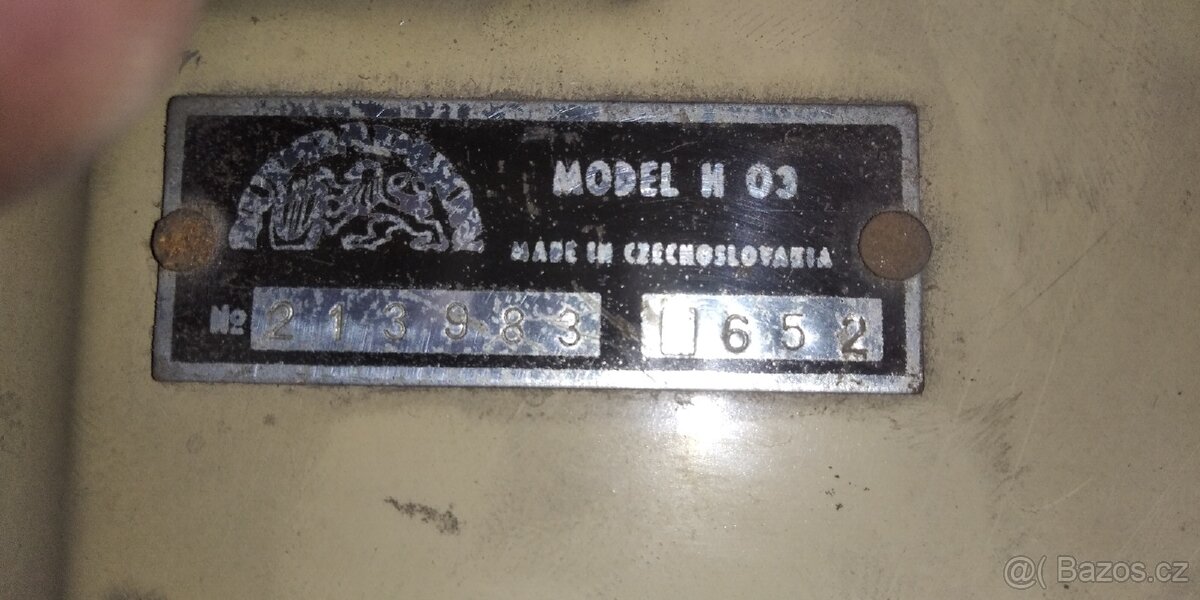 MODEL H 03
MADE IN CZECHOSLOVAKIA
№ 213983 652
@( Bazos.cz